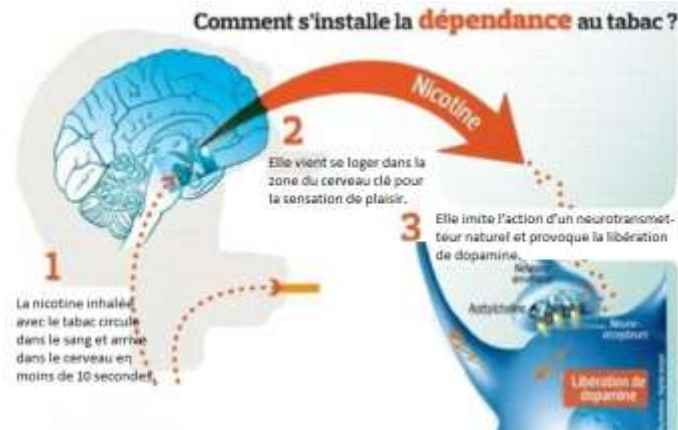 Comment s'installe la dépendance au tabac ?
Nicotine
1
La nicotine inhalée
avec le tabac circule
dans le sang et arrive
dans le cerveau en
moins de 10 secondes.
2
Elle vient se loger dans la
zone du cerveau clé pour
la sensation de plaisir.
3
Elle imite l'action d'un neurotransmet-
teur naturel et provoque la libération
de dopamine.
Acétylcholine
Neuro-
récepteurs
Libération de
dopamine